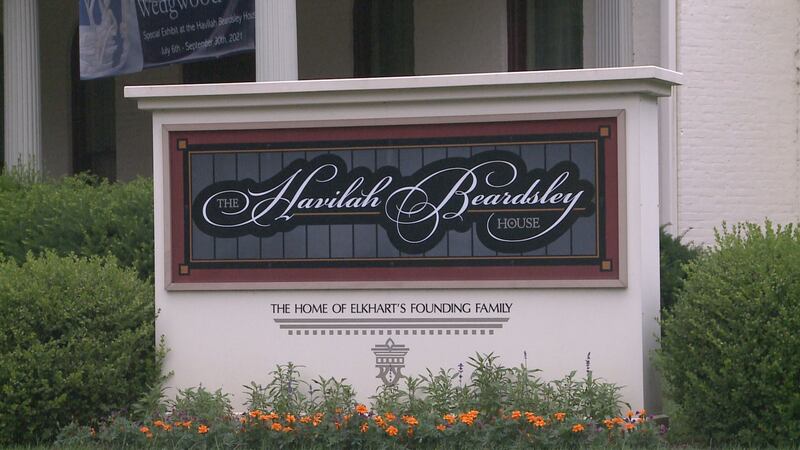 Wedgwood
Special Exhibit at the Havilah Beardsley Hous
July 6th - September 30th, 2021
THE Havilah Beardsley HOUSE
THE HOME OF ELKHART'S FOUNDING FAMILY